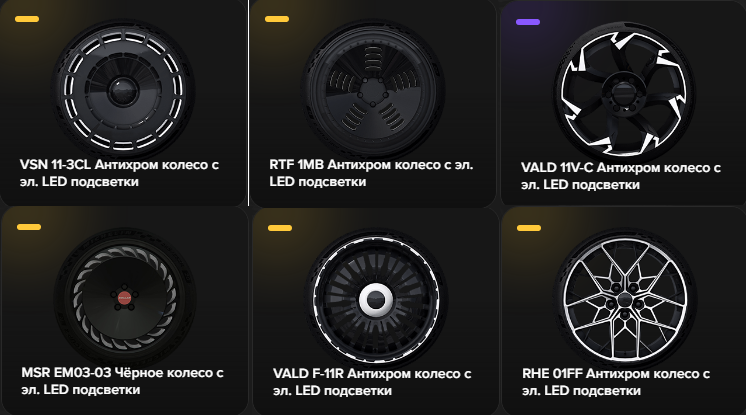 VSN 11-3CL Антихром колесо с
эл. LED подсветки
RTF 1MB Антихром колесо с эл.
LED подсветки
VALD 11V-C Антихром колесо с
эл. LED подсветки
MSR EM03-03 Чёрное колесо с
эл. LED подсветки
VALD F-11R Антихром колесо с
эл. LED подсветки
RHE 01FF Антихром колесо с
эл. LED подсветки